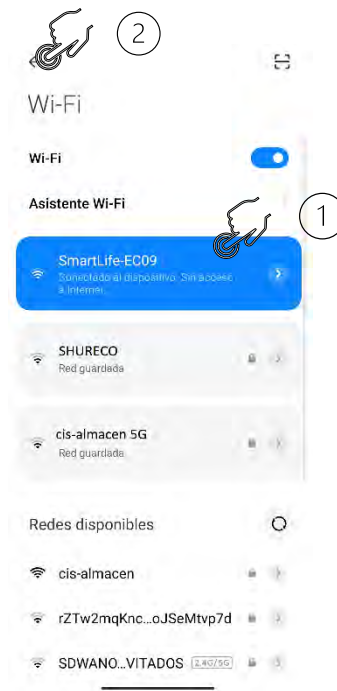 2
Wi-Fi
Wi-Fi
Asistente Wi-Fi
1
SmartLife-EC09
Conectado al dispositivo. Sin acceso
a Internet.
SHURECO
Red guardada
cis-almacen 5G
Red guardada
Redes disponibles
cis-almacen
rZTw2mqKnc...oJSeMtvp7d
SDWANO...VITADOS 2.4G/5G